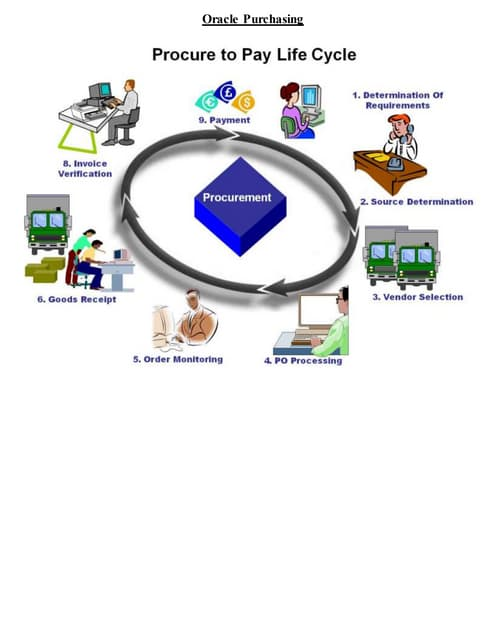 Oracle Purchasing
Procure to Pay Life Cycle
1. Determination Of
Requirements
2. Source Determination
3. Vendor Selection
4. PO Processing
5. Order Monitoring
6. Goods Receipt
8. Invoice
Verification
9. Payment
€
£
$
Procurement